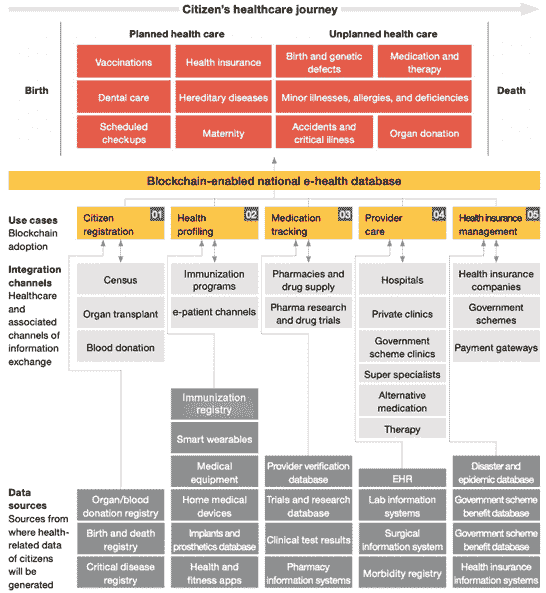 Citizen's healthcare journey
Planned health care
Unplanned health care
Birth
Death
Vaccinations
Health insurance
Birth and genetic
defects
Medication and
therapy
Dental care
Hereditary diseases
Minor illnesses, allergies, and deficiencies
Scheduled
checkups
Maternity
Accidents and
critical illness
Organ donation
Blockchain-enabled national e-health database
Use cases
Blockchain
adoption
Citizen
registration
01
Health
profiling
02
Medication
tracking
03
Provider
care
04
Health insurance
management
05
Integration
channels
Healthcare
and
associated
channels of
information
exchange
Census
Organ transplant
Blood donation
Immunization
programs
e-patient channels
Pharmacies and
drug supply
Pharma research
and drug trials
Hospitals
Private clinics
Government
scheme clinics
Super specialists
Alternative
medication
Therapy
Health insurance
companies
Government
schemes
Payment gateways
Data
sources
Sources from
where health-
related data
of citizens
will be
generated
Organ/blood
donation registry
Birth and death
registry
Critical disease
registry
Immunization
registry
Smart wearables
Medical
equipment
Home medical
devices
Implants and
prosthetics database
Health and
fitness apps
Provider verification
database
Trials and research
database
Clinical test results
Pharmacy
information systems
EHR
Lab information
systems
Surgical
information system
Morbidity registry
Disaster and
epidemic database
Government scheme
benefit database
Government scheme
benefit database
Health insurance
information systems